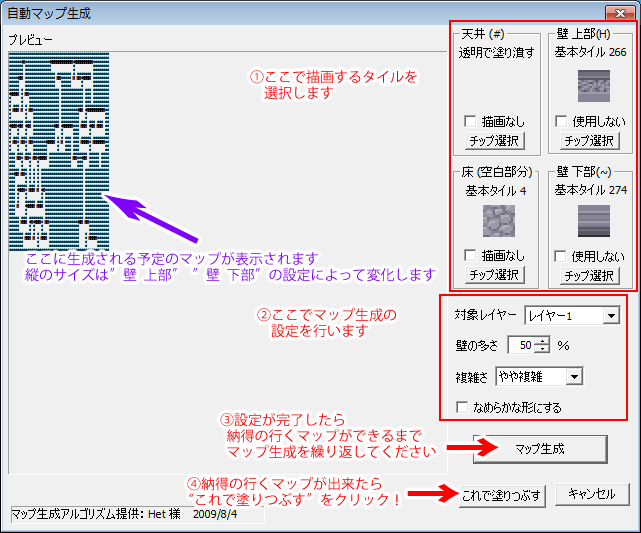 自動マップ生成
プレビュー
①ここで描画するタイルを
選択します
ここに生成される予定のマップが表示されます
縦のサイズは”壁 上部” ”壁 下部”の設定によって変化します
天井 (#)
透明で塗り潰す
描画なし
チップ選択
壁 上部(H)
基本タイル 266
使用しない
チップ選択
床 (空白部分)
基本タイル 4
描画なし
チップ選択
壁 下部(~)
基本タイル 274
使用しない
チップ選択
②ここでマップ生成の
設定を行います
対象レイヤー レイヤー1
壁の多さ 50 %
複雑さ やや複雑
なめらかな形にする
③設定が完了したら
納得の行くマップができるまで
マップ生成を繰り返してください
マップ生成
④納得の行くマップが出来たら
“これで塗りつぶす”をクリック！
これで塗りつぶす
キャンセル
マップ生成アルゴリズム提供: Het 様 2009/8/4